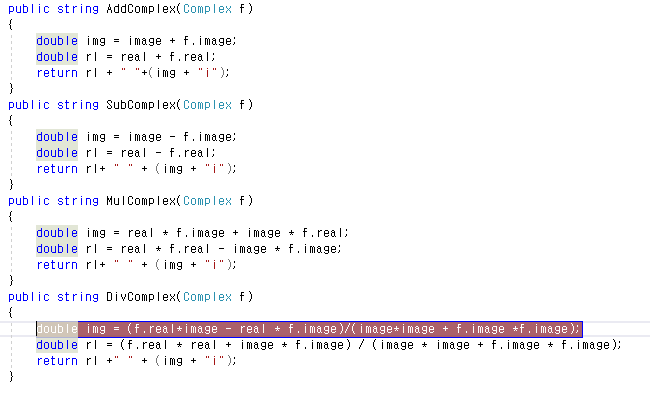 public string AddComplex(Complex f)
{
double img = image + f.image;
double rl = real + f.real;
return rl + " "+(img + "i");
}
public string SubComplex(Complex f)
{
double img = image - f.image;
double rl = real - f.real;
return rl+ " " + (img + "i");
}
public string MulComplex(Complex f)
{
double img = real * f.image + image * f.real;
double rl = real * f.real - image * f.image;
return rl+ " " + (img + "i");
}
public string DivComplex(Complex f)
{
double img = (f.real*image - real * f.image)/(image*image + f.image *f.image);
double rl = (f.real * real + image * f.image) / (image * image + f.image * f.image);
return rl +" " + (img + "i");
}